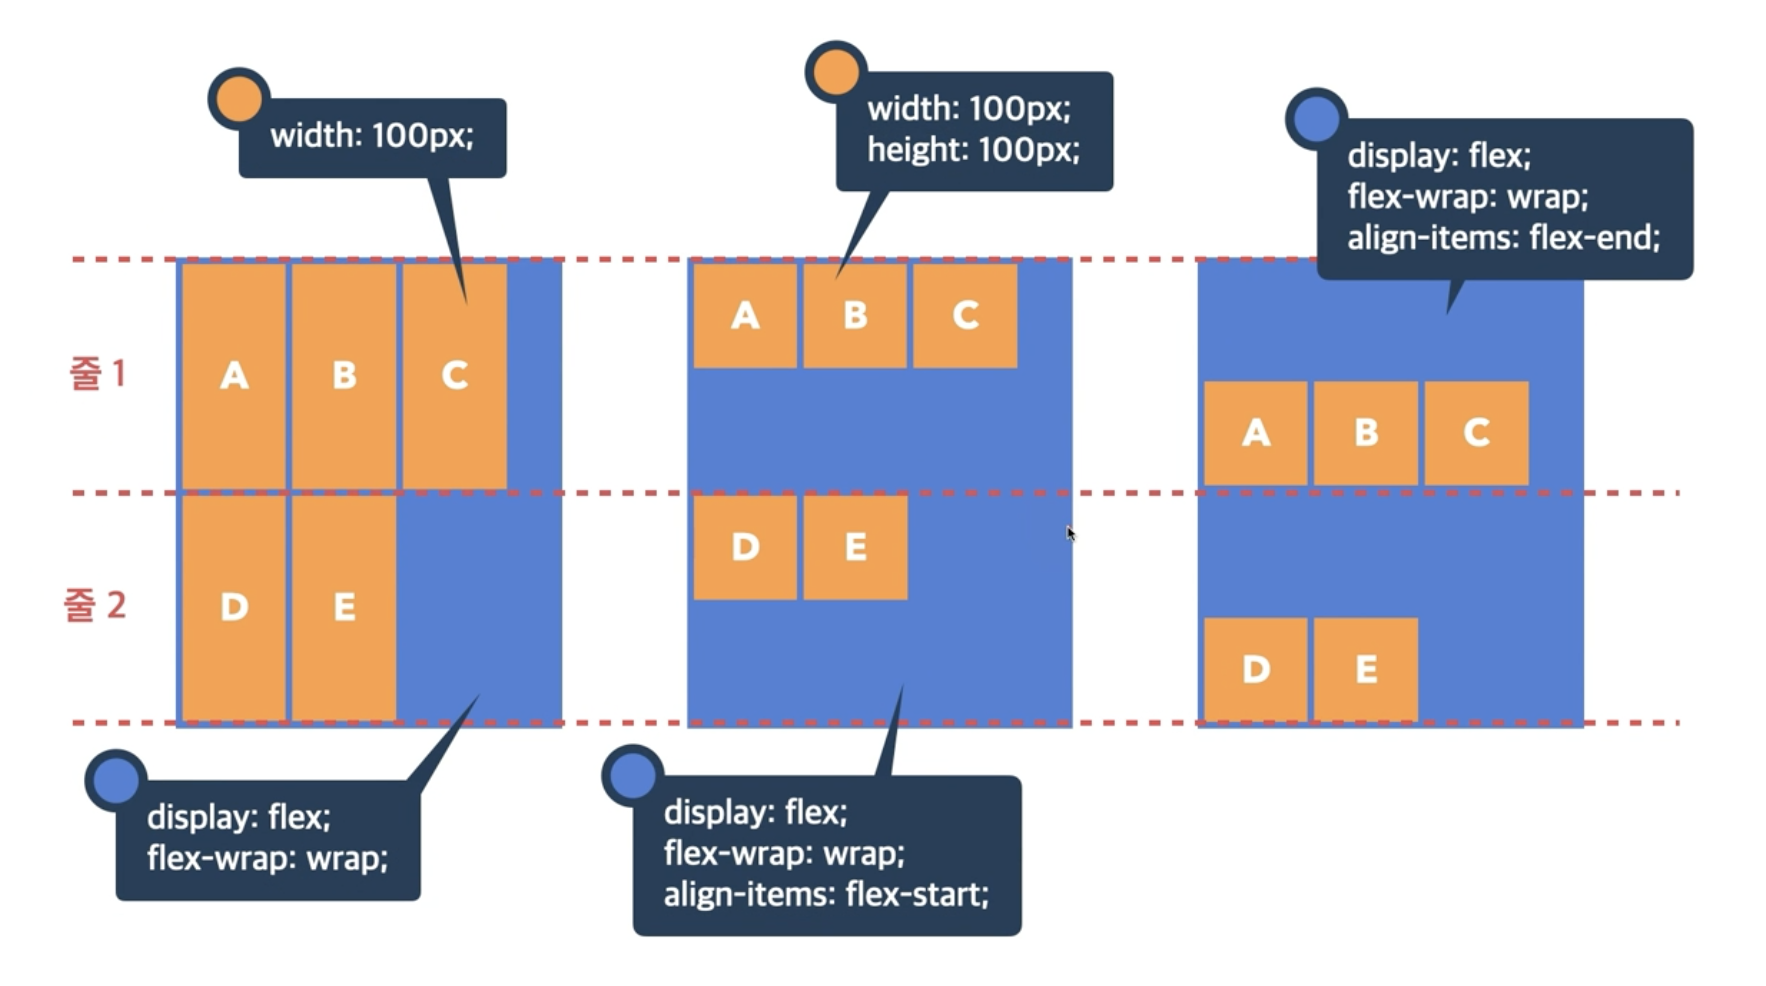 width: 100px;
width: 100px;
height: 100px;
display: flex;
flex-wrap: wrap;
align-items: flex-end;
줄 1
A
B
C
A
B
C
A
B
C
줄 2
D
E
D
E
D
E
display: flex;
flex-wrap: wrap;
display: flex;
flex-wrap: wrap;
align-items: flex-start;